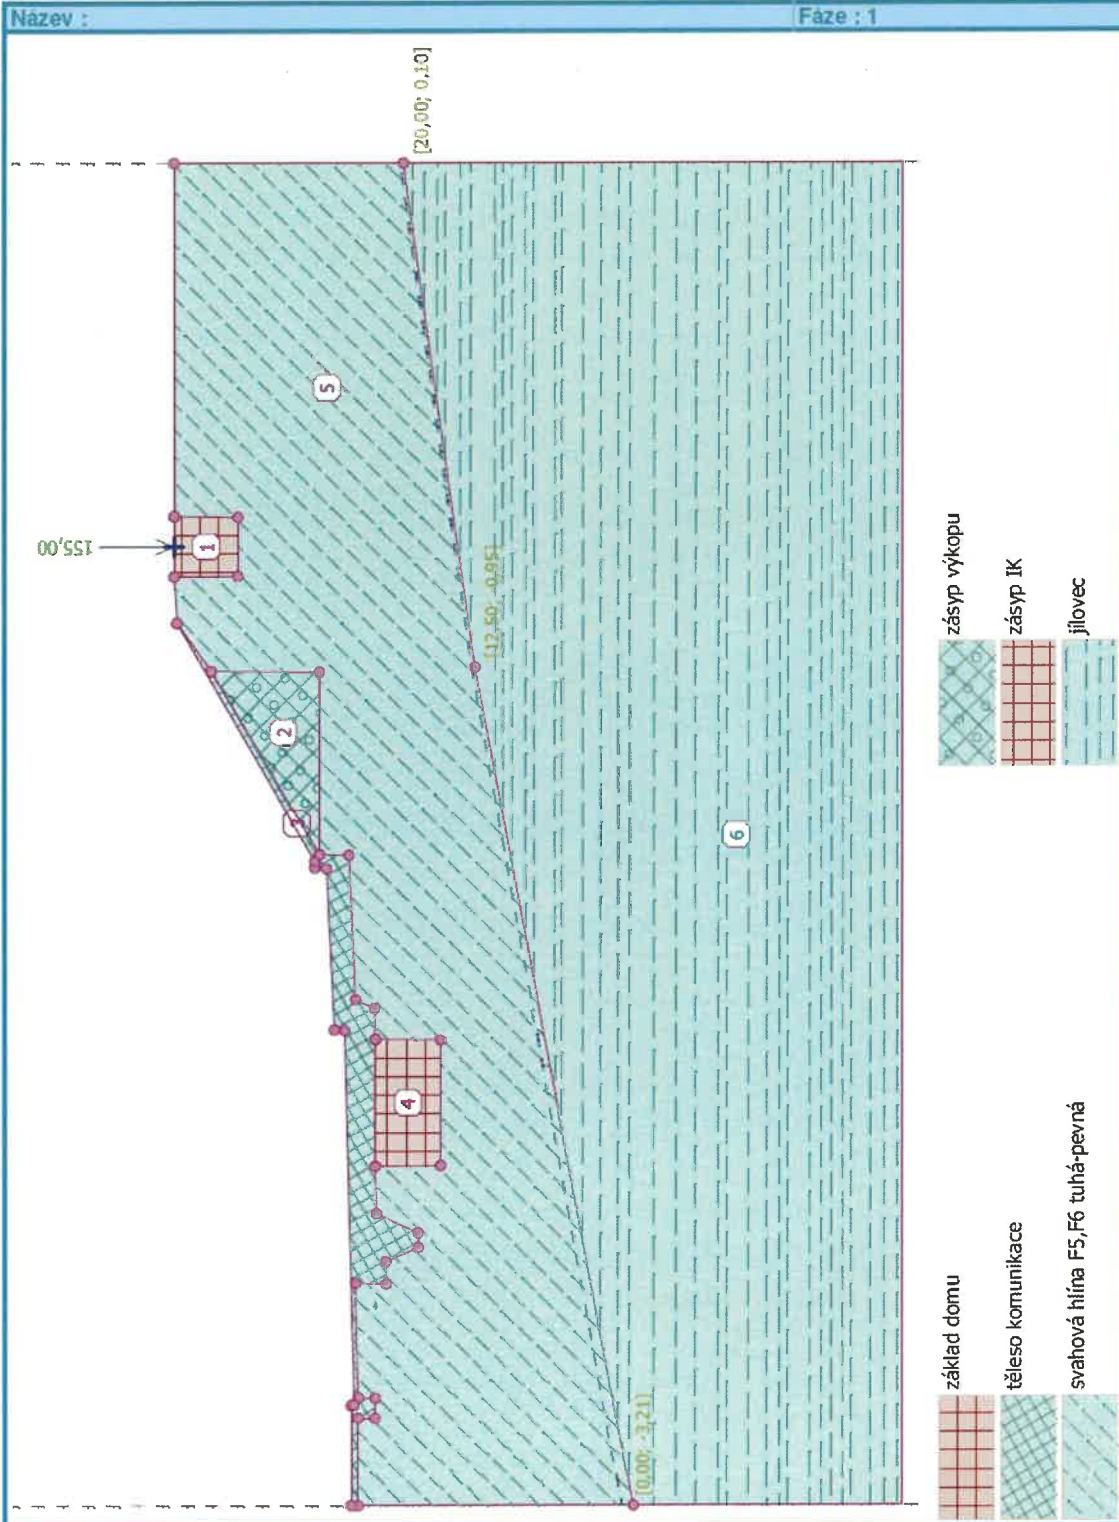 Název :
Fáze : 1
[20,00; 0,10]
155,00
5
1
2
3
[12,50; -0,95]
6
4
[0,00; -3,21]
základ domu
zásyp výkopu
těleso komunikace
zásyp IK
svahová hlína F5,F6 tuhá-pevná
jílovec